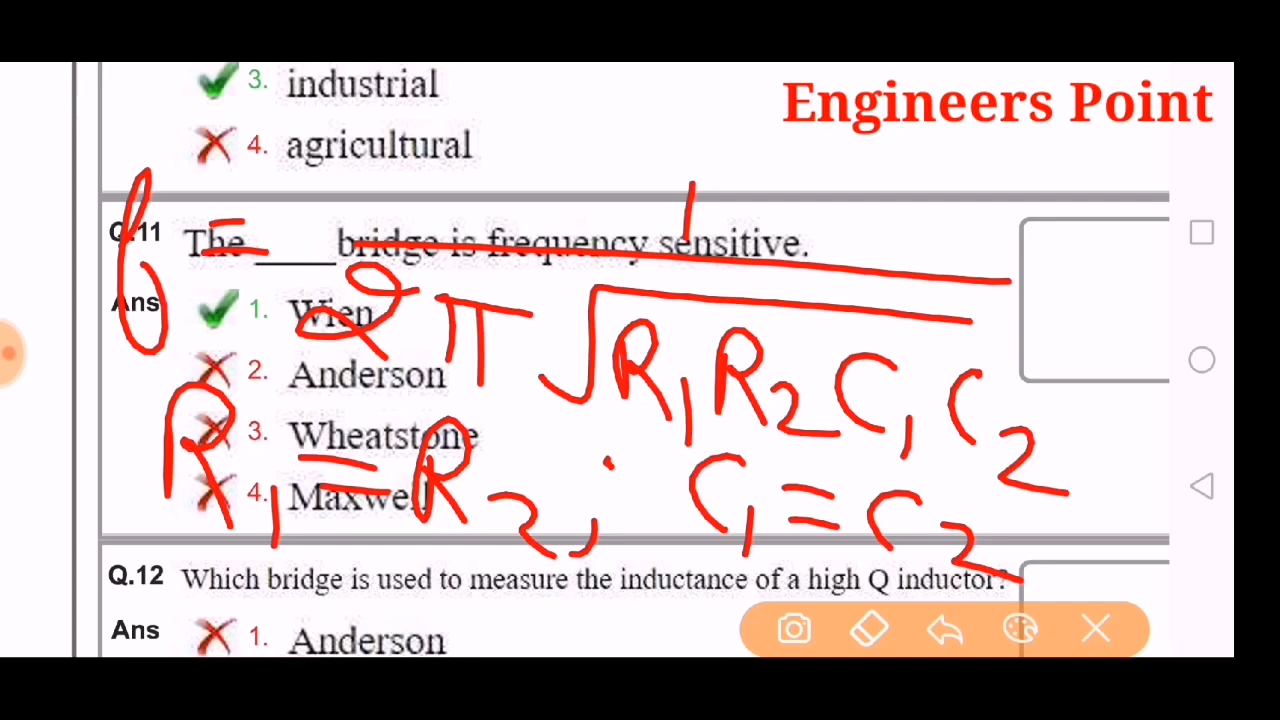 3. industrial
Engineers Point
4. agricultural
Q.11 The ____ bridge is frequency sensitive.
Ans 1. Wien
2. Anderson
3. Wheatstone
4. Maxwell
f = 1
2π√R1R2C1C2
R1 = R2, C1 = C2
Q.12 Which bridge is used to measure the inductance of a high Q inductor?
Ans 1. Anderson